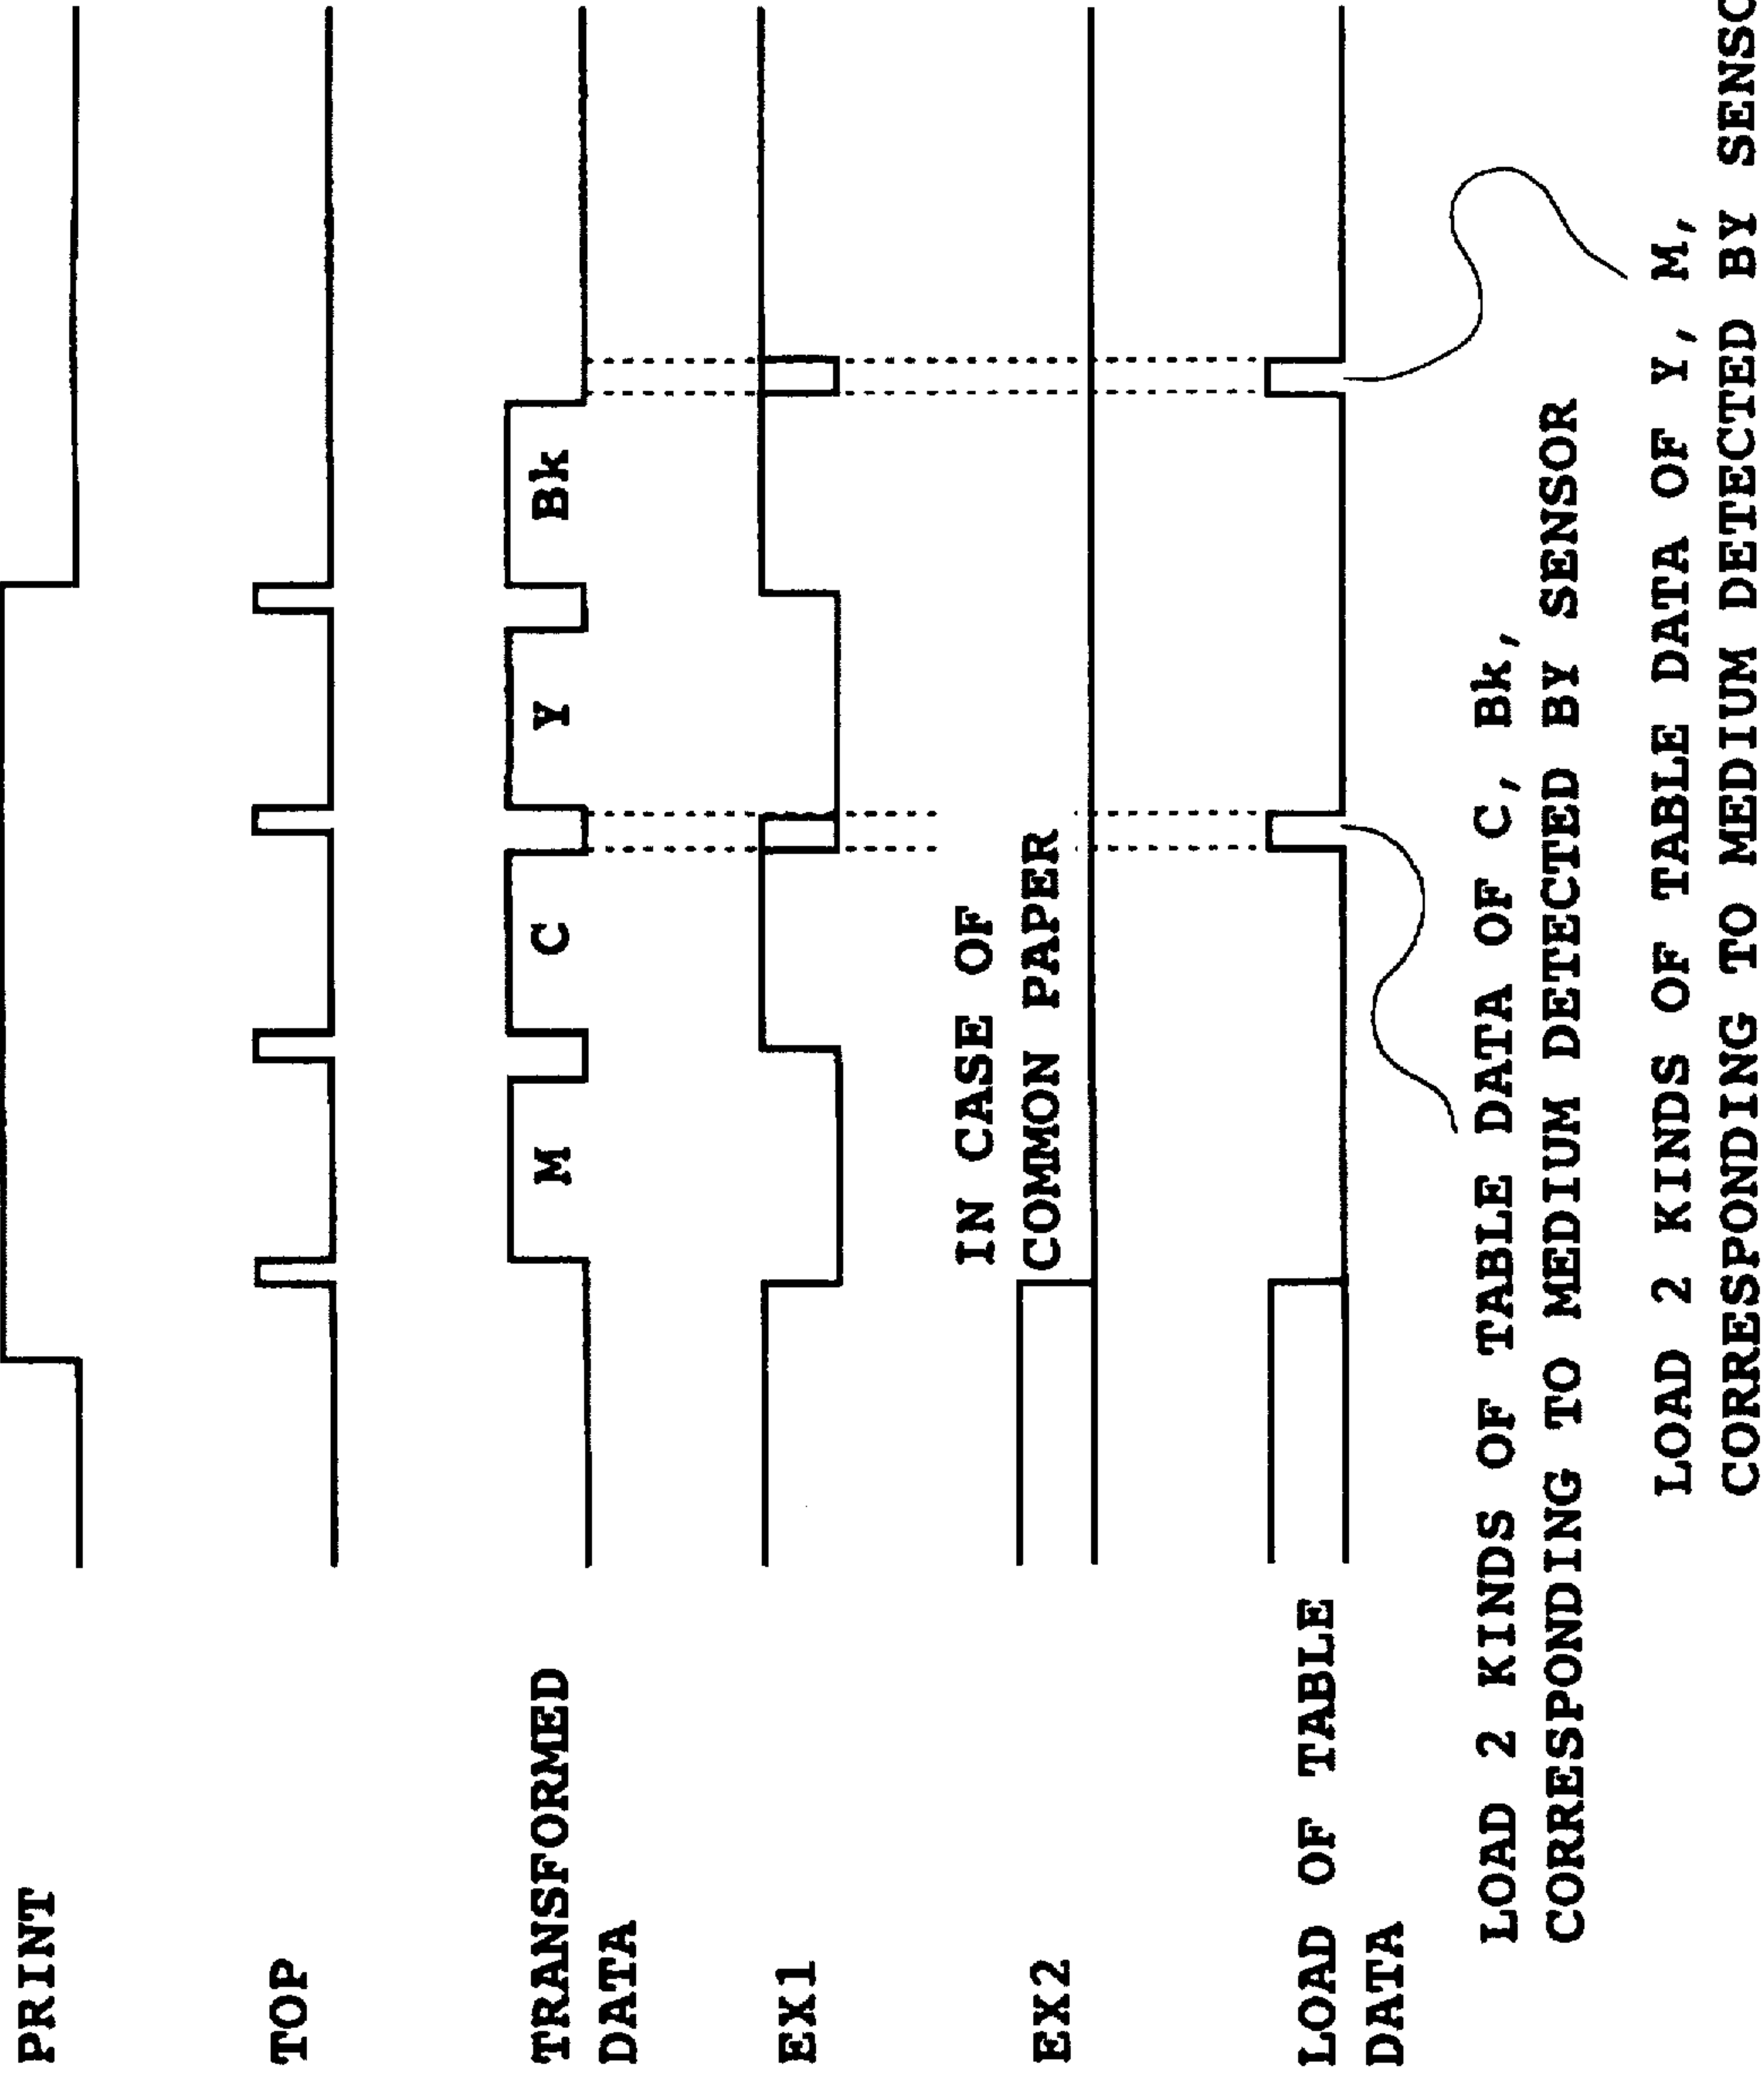 PRINT
TOP
TRANSFORMED
DATA
M
C
Y
Bk
EX1
EX2
IN CASE OF
COMMON PAPER
LOAD OF TABLE
DATA
LOAD 2 KINDS OF TABLE DATA OF C, Bk,
CORRESPONDING TO MEDIUM DETECTED BY SENSOR
LOAD 2 KINDS OF TABLE DATA OF Y, M,
CORRESPONDING TO MEDIUM DETECTED BY